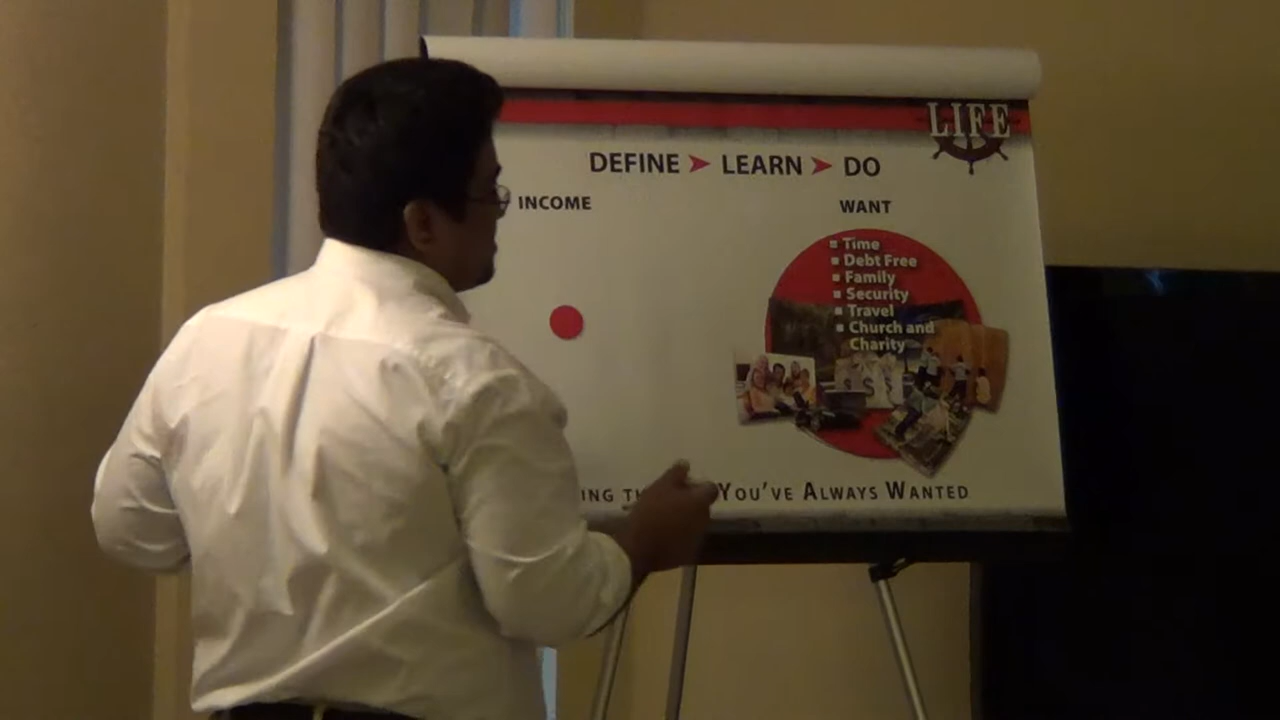 LIFE
DEFINE > LEARN > DO
INCOME
WANT
▪ Time
▪ Debt Free
▪ Family
▪ Security
▪ Travel
▪ Church and
Charity
YOU'VE ALWAYS WANTED